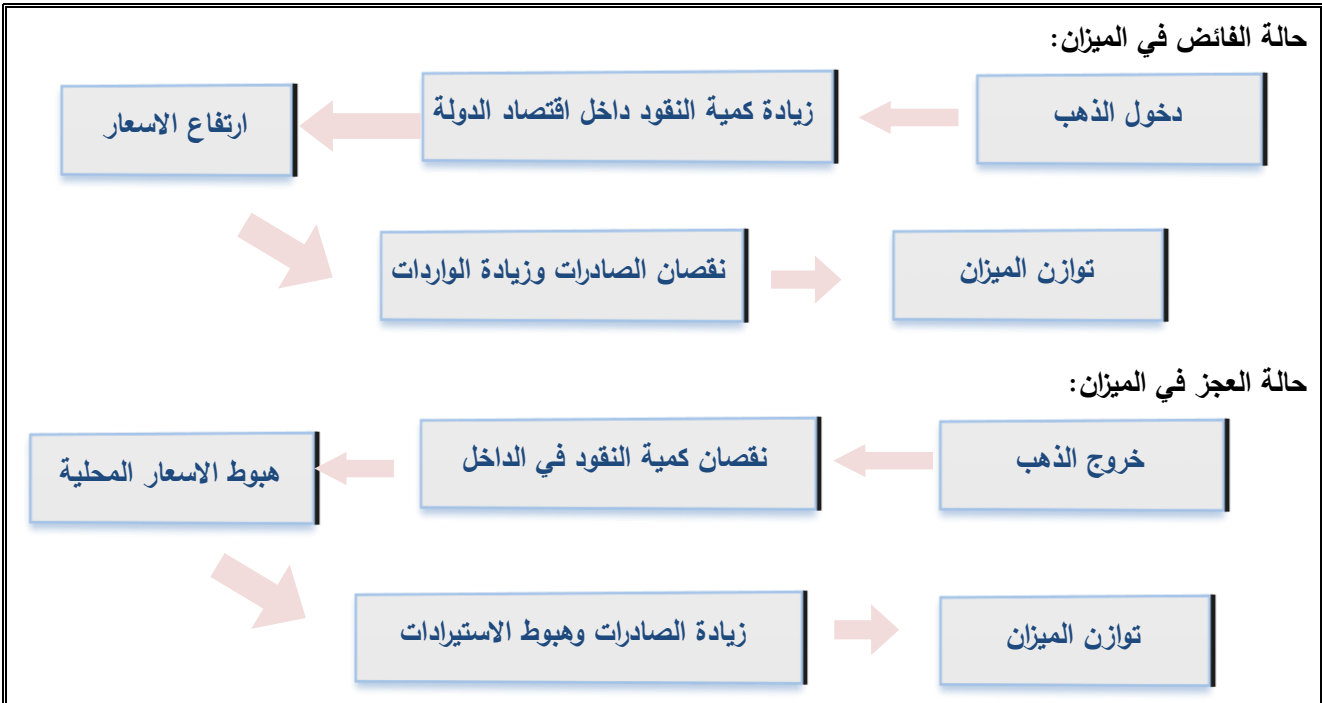 حالة الفائض في الميزان:
دخول الذهب
زيادة كمية النقود داخل اقتصاد الدولة
ارتفاع الاسعار
نقصان الصادرات وزيادة الواردات
توازن الميزان
حالة العجز في الميزان:
خروج الذهب
نقصان كمية النقود في الداخل
هبوط الاسعار المحلية
زيادة الصادرات وهبوط الاستيرادات
توازن الميزان